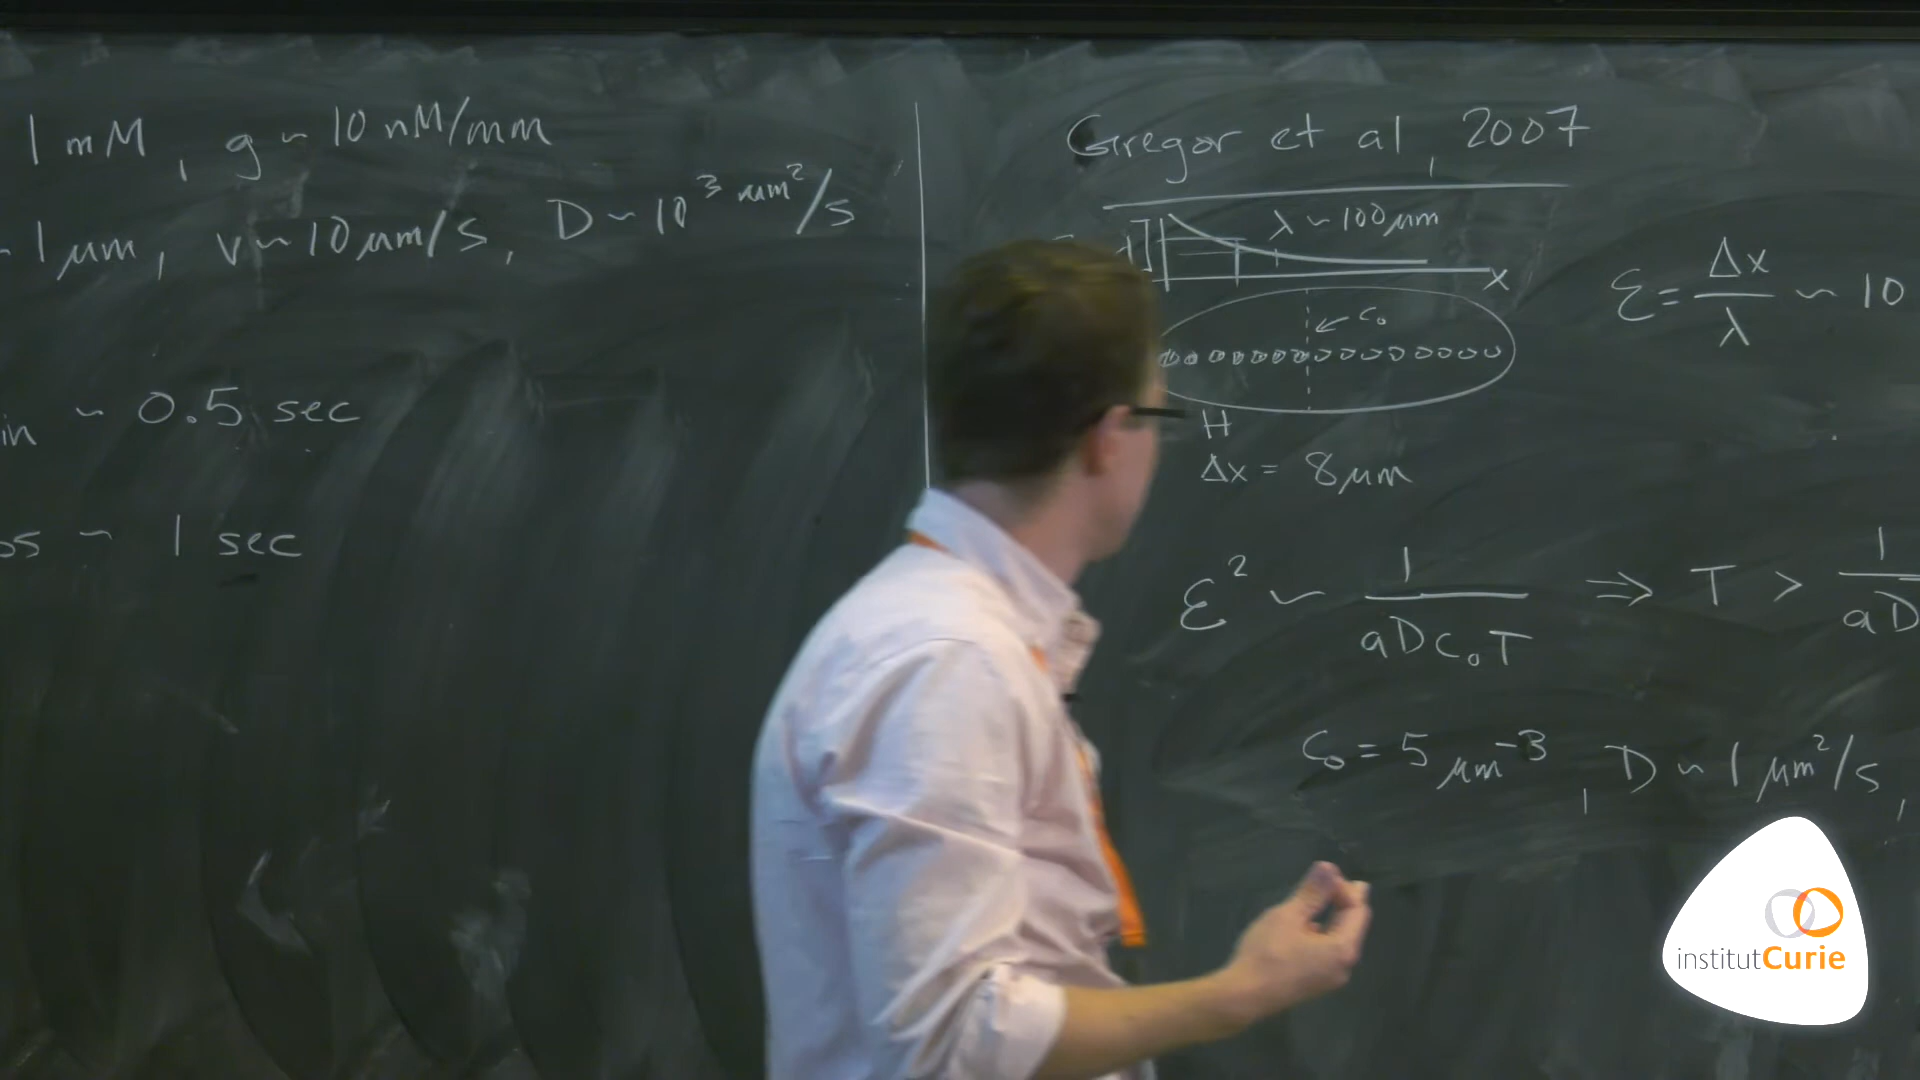 1 mM, g ~ 10 nM/mm
~ 1 μm, v ~ 10 μm/s, D ~ 10³ μm²/s
in ~ 0.5 sec
os ~ 1 sec
Gregor et al, 2007
λ ~ 100 μm
x
c₀
Δx = 8 μm
ε = Δx/λ ~ 10
ε² ~ 1/(aDc₀T) ⇒ T > 1/aD
c₀ = 5 μm⁻³, D ~ 1 μm²/s,
institutCurie